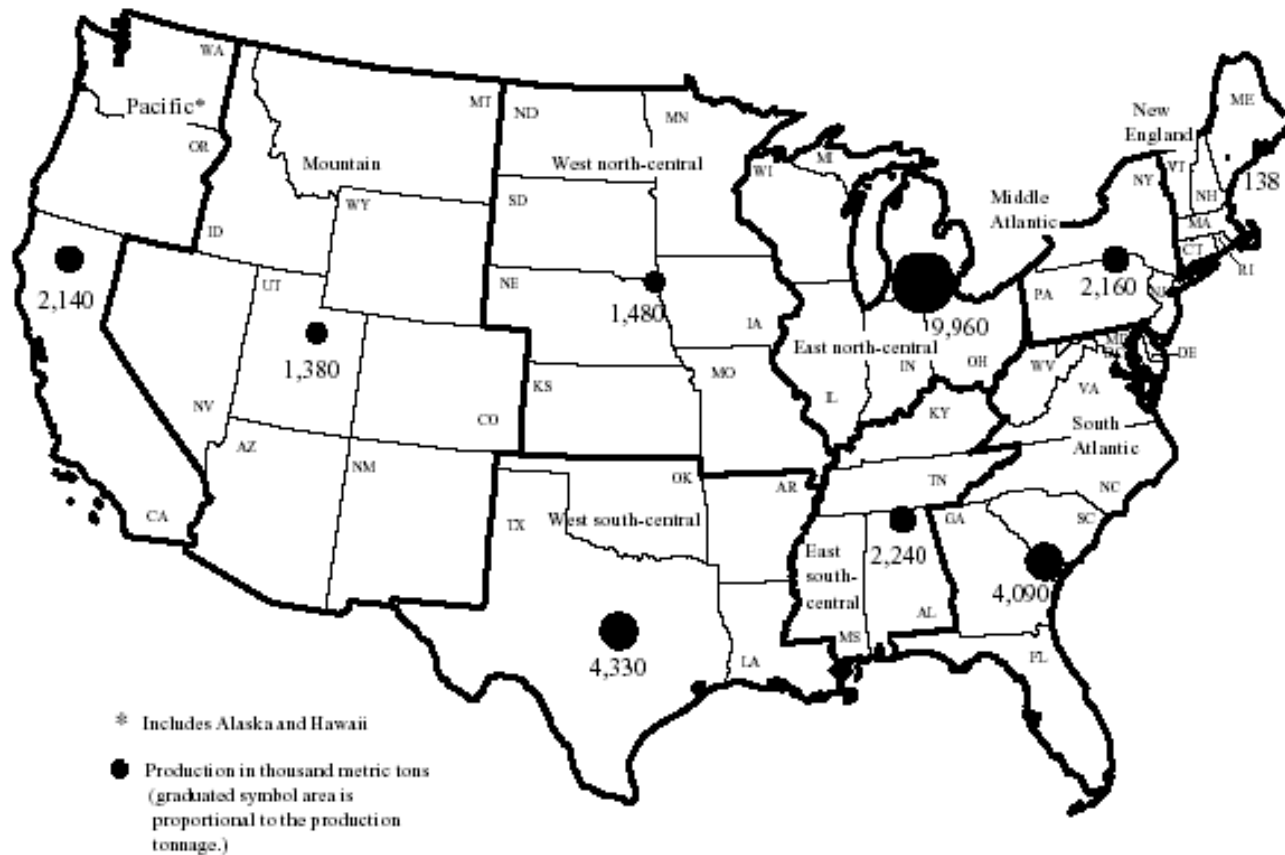 WA
ME
New
England
Pacific*
MT
ND
MN
OR
Mountain
West north-central
WI
MI
VT
NY
138
Middle
Atlantic
NH
WY
SD
MA
CT
RI
ID
2,140
UT
NE
1,480
IA
9,960
PA
2,160
NJ
MD
DE
East north-central
1,380
IN
OH
WV
MO
KS
IL
VA
KY
NV
CO
South
Atlantic
AZ
NM
OK
AR
TN
NC
CA
TX
West south-central
GA
SC
East
south-
central
2,240
4,090
AL
MS
4,330
LA
FL
* Includes Alaska and Hawaii
Production in thousand metric tons
(graduated symbol area is
proportional to the production
tonnage.)